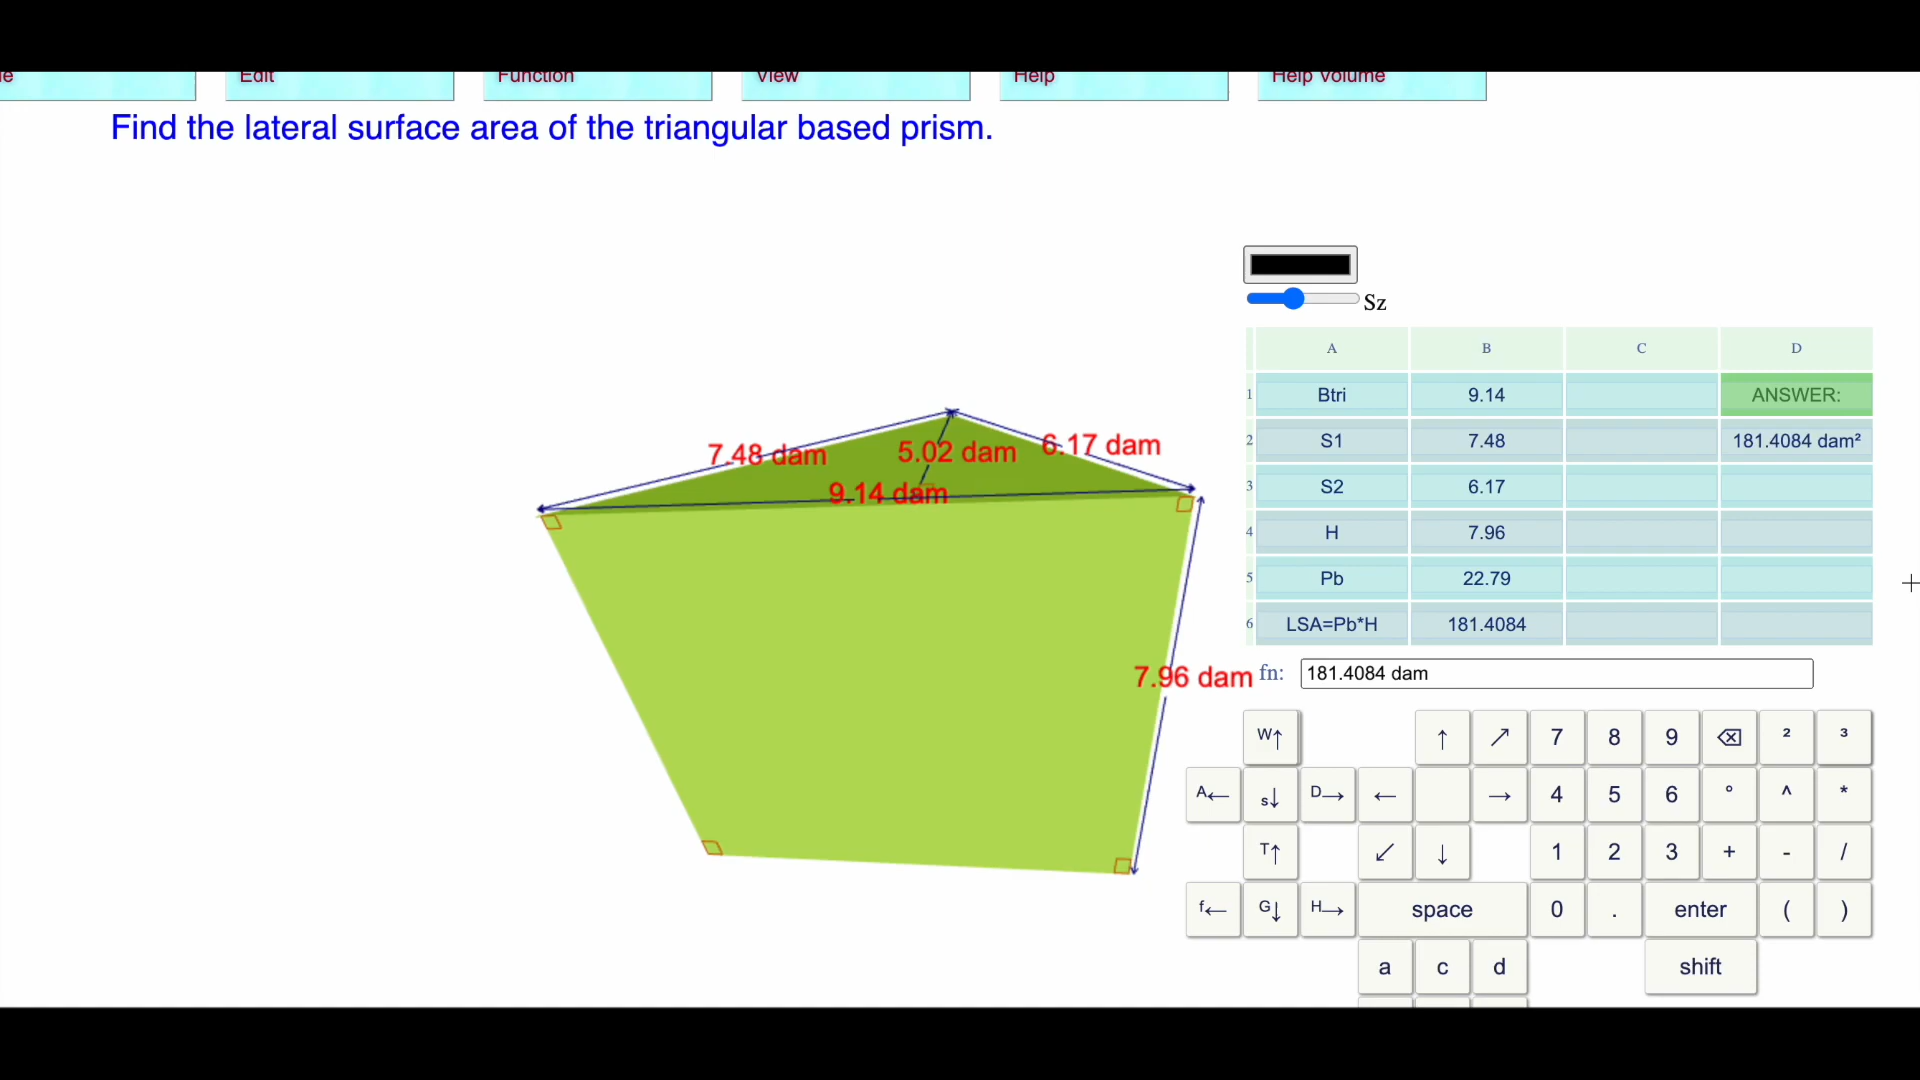 le Edit Function View Help Help Volume
Find the lateral surface area of the triangular based prism.
Sz
A B C D
1 Btri 9.14 ANSWER:
2 S1 7.48 181.4084 dam²
3 S2 6.17
4 H 7.96
5 Pb 22.79
6 LSA=Pb*H 181.4084
7.48 dam 5.02 dam 6.17 dam
9.14 dam
7.96 dam
fn: 181.4084 dam
W↑ ↑ ↗ 7 8 9 ⌫ ² ³
A← s↓ D→ ← → 4 5 6 ° ^ *
T↑ ↙ ↓ 1 2 3 + - /
f← G↓ H→ space 0 . enter ( )
a c d shift